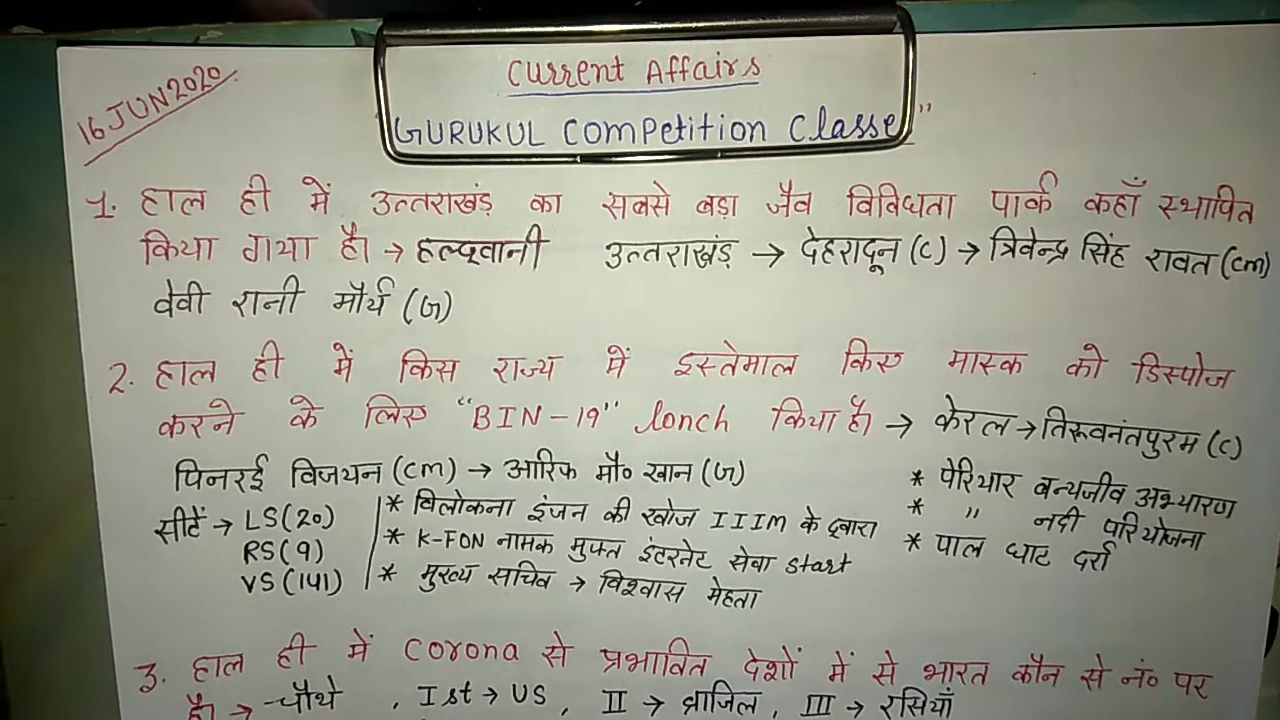 16 JUN 2020
Current Affairs
"GURUKUL Competition Classe"
1. हाल ही में उत्तराखंड़ का सबसे बड़ा जैव विविधता पार्क कहाँ स्थापित
किया गया है। → हल्द्वानी उत्तराखंड़ → देहरादून (C) → त्रिवेन्द्र सिंह रावत (cm)
वेवी रानी मौर्य (G)
2. हाल ही में किस राज्य में इस्तेमाल किए मास्क को डिस्पोज
करने के लिए "BIN-19" lonch किया है। → केरल → तिरूवनंतपुरम (C)
पिनरई विजयन (cm) → आरिफ मौ० खान (G)
* पेरियार वन्यजीव अभ्यारण
सीटें → LS(20) * विलोकना इंजन की खोज IIIM के द्वारा
* " नदी परियोजना
RS(9) * K-FON नामक मुफ्त इंटरनेट सेवा start
* पाल घाट दर्रा
VS(141) * मुख्य सचिव → विश्वास मेहता
3. हाल ही में Corona से प्रभावित देशों में से भारत कौन से नं० पर
है। → चौथे , Ist → US , II → ब्राजिल , III → रसियाँ